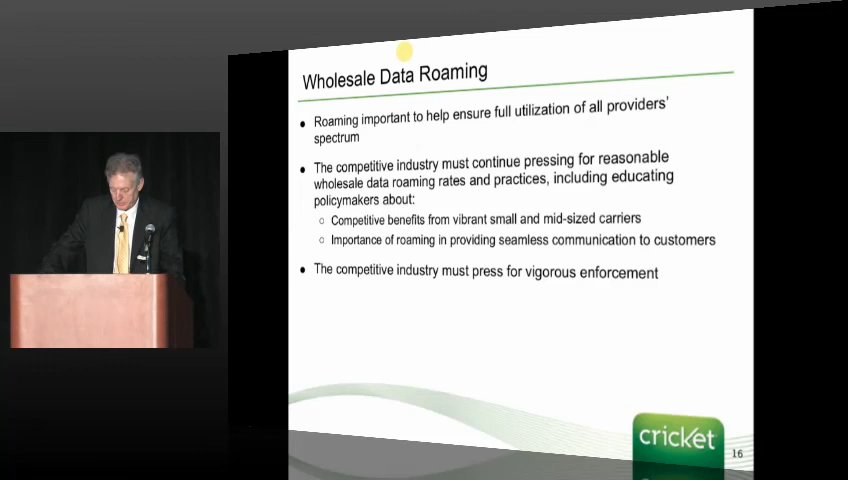 Wholesale Data Roaming
● Roaming important to help ensure full utilization of all providers'
spectrum
● The competitive industry must continue pressing for reasonable
wholesale data roaming rates and practices, including educating
policymakers about:
○ Competitive benefits from vibrant small and mid-sized carriers
○ Importance of roaming in providing seamless communication to customers
● The competitive industry must press for vigorous enforcement
cricket
16